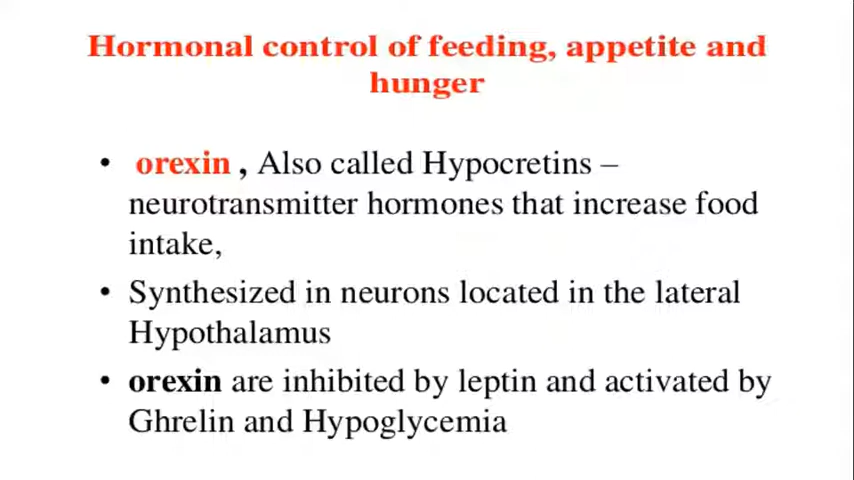 Hormonal control of feeding, appetite and
hunger
• orexin , Also called Hypocretins –
neurotransmitter hormones that increase food
intake,
• Synthesized in neurons located in the lateral
Hypothalamus
• orexin are inhibited by leptin and activated by
Ghrelin and Hypoglycemia